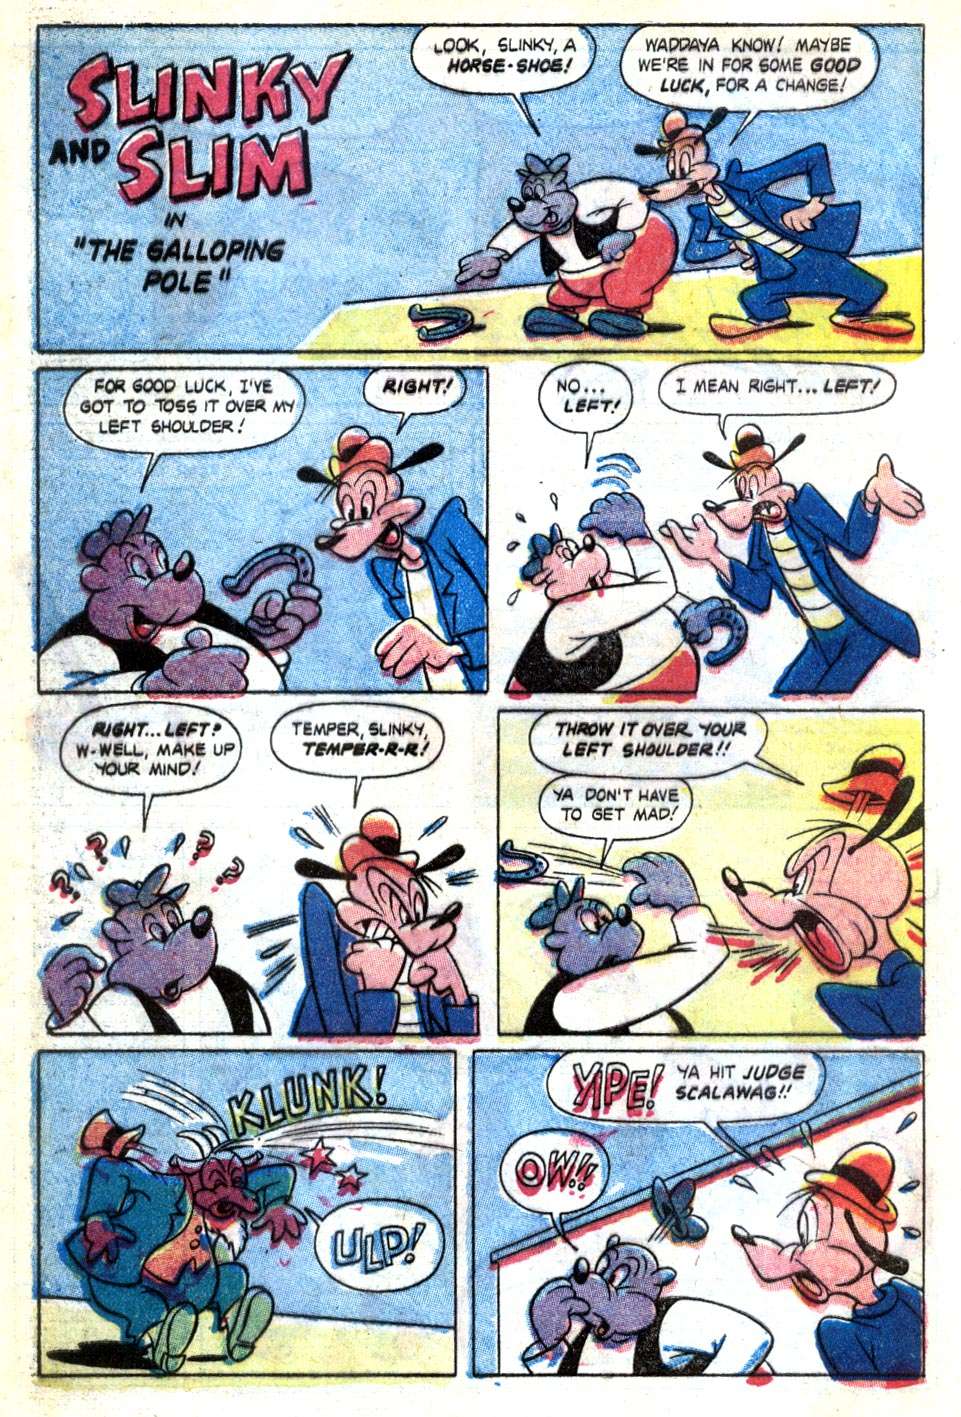 SLINKY
AND SLIM
IN
"THE GALLOPING
POLE"
LOOK, SLINKY, A
HORSE-SHOE!
WADDAYA KNOW! MAYBE
WE'RE IN FOR SOME GOOD
LUCK, FOR A CHANGE!
FOR GOOD LUCK, I'VE
GOT TO TOSS IT OVER MY
LEFT SHOULDER!
RIGHT!
NO...
LEFT!
I MEAN RIGHT... LEFT!
RIGHT...LEFT?
W-WELL, MAKE UP
YOUR MIND!
? ? ? ?
TEMPER, SLINKY,
TEMPER-R-R!
THROW IT OVER YOUR
LEFT SHOULDER!!
YA DON'T HAVE
TO GET MAD!
KLUNK!
ULP!
YIPE! YA HIT JUDGE
SCALAWAG!!
OW!!